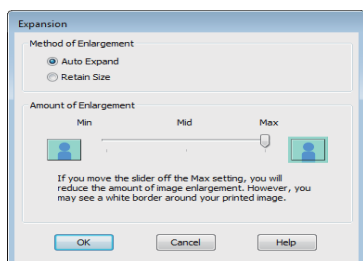 Expansion
Method of Enlargement
Auto Expand
Retain Size
Amount of Enlargement
Min Mid Max
If you move the slider off the Max setting, you will
reduce the amount of image enlargement. However, you
may see a white border around your printed image.
OK Cancel Help